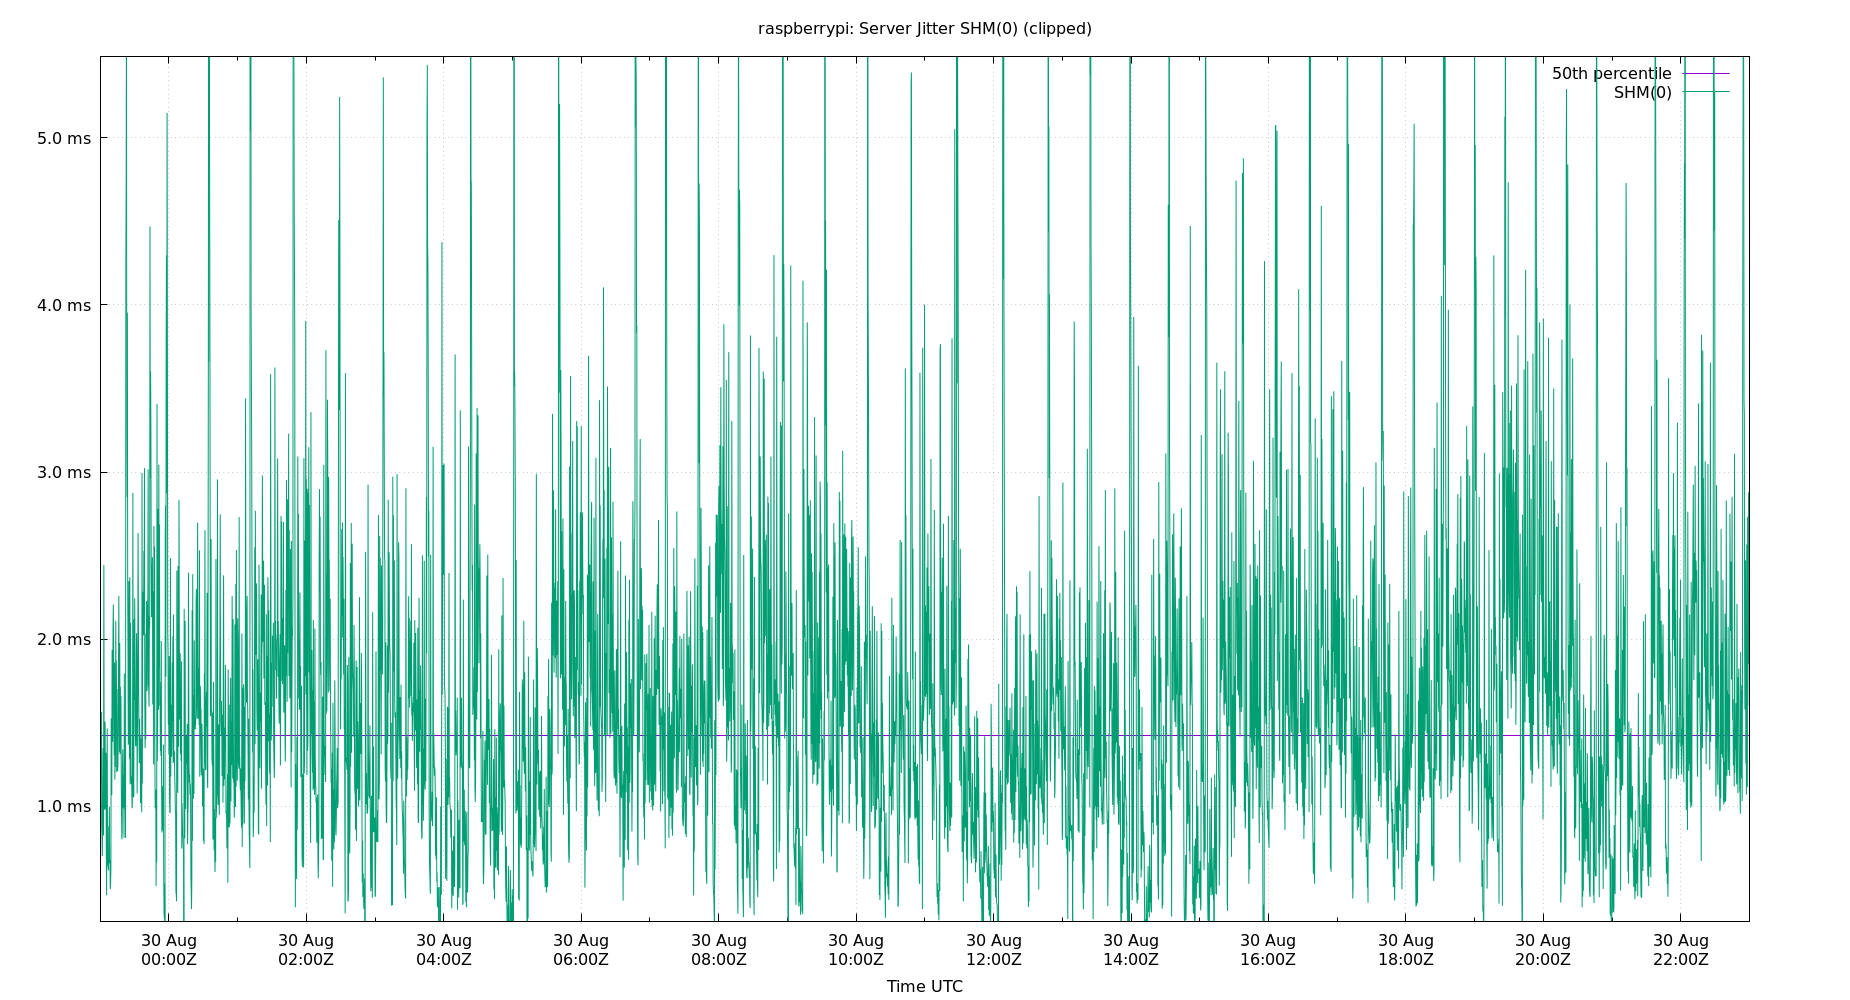 raspberrypi: Server Jitter SHM(0) (clipped)
50th percentile
SHM(0)
5.0 ms
4.0 ms
3.0 ms
2.0 ms
1.0 ms
30 Aug 30 Aug 30 Aug 30 Aug 30 Aug 30 Aug 30 Aug 30 Aug 30 Aug 30 Aug 30 Aug 30 Aug
00:00Z 02:00Z 04:00Z 06:00Z 08:00Z 10:00Z 12:00Z 14:00Z 16:00Z 18:00Z 20:00Z 22:00Z
Time UTC